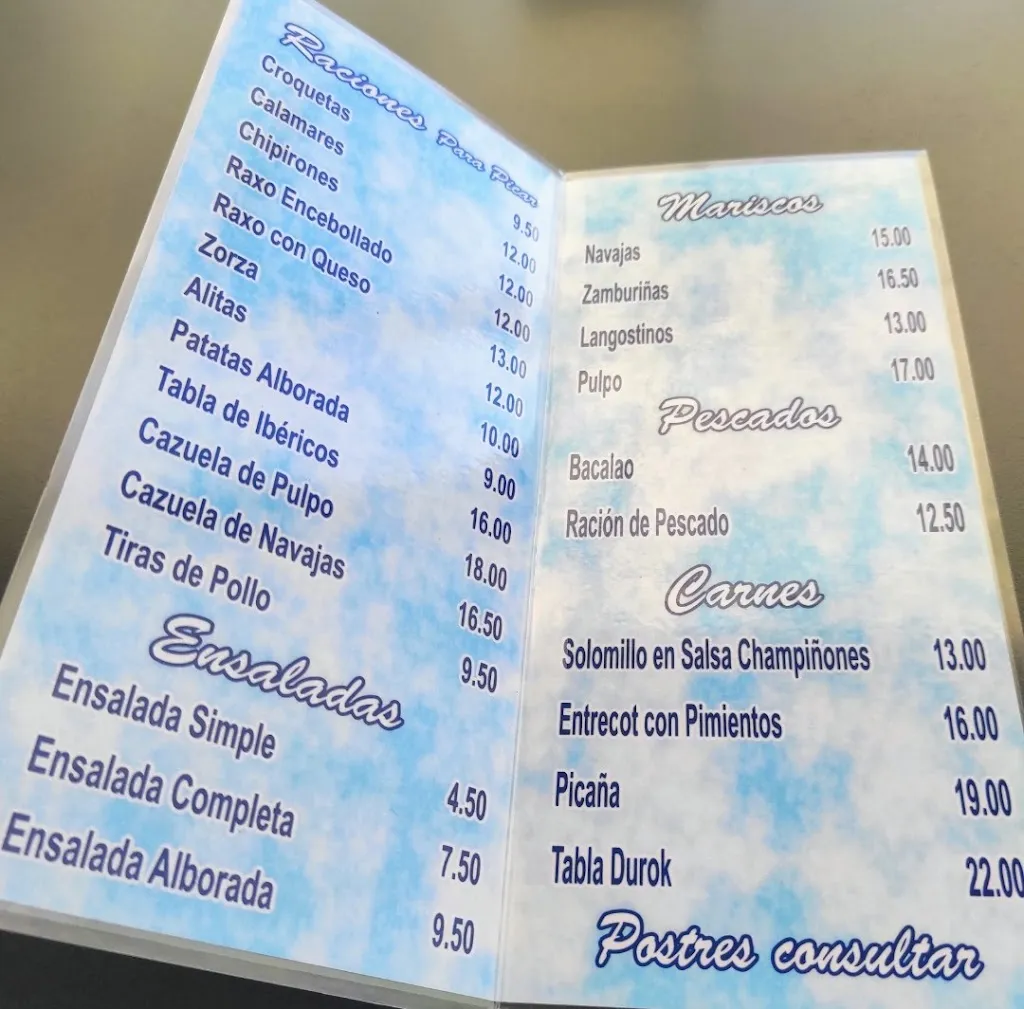 Raciones Para Picar
Croquetas 9.50
Calamares 12.00
Chipirones 12.00
Raxo Encebollado 12.00
Raxo con Queso 13.00
Zorza 12.00
Alitas 10.00
Patatas Alborada 9.00
Tabla de Ibéricos 16.00
Cazuela de Pulpo 18.00
Cazuela de Navajas 16.50
Tiras de Pollo 9.50
Ensaladas
Ensalada Simple 4.50
Ensalada Completa 7.50
Ensalada Alborada 9.50
Mariscos
Navajas 15.00
Zamburiñas 16.50
Langostinos 13.00
Pulpo 17.00
Pescados
Bacalao 14.00
Ración de Pescado 12.50
Carnes
Solomillo en Salsa Champiñones 13.00
Entrecot con Pimientos 16.00
Picaña 19.00
Tabla Durok 22.00
Postres consultar